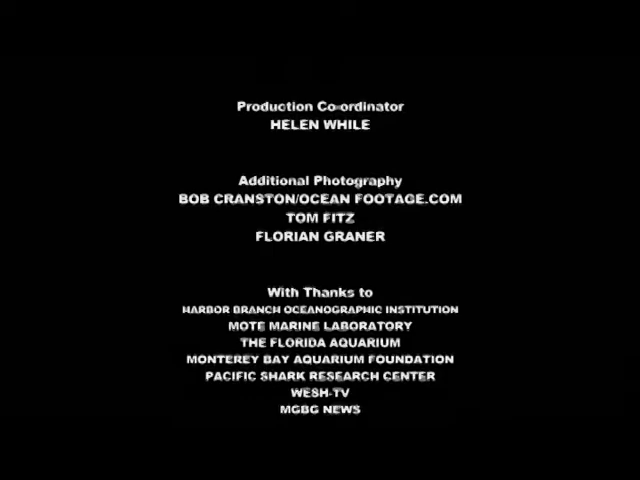 Production Co-ordinator
HELEN WHILE
Additional Photography
BOB CRANSTON/OCEAN FOOTAGE.COM
TOM FITZ
FLORIAN GRANER
With Thanks to
HARBOR BRANCH OCEANOGRAPHIC INSTITUTION
MOTE MARINE LABORATORY
THE FLORIDA AQUARIUM
MONTEREY BAY AQUARIUM FOUNDATION
PACIFIC SHARK RESEARCH CENTER
WESH-TV
MGBG NEWS